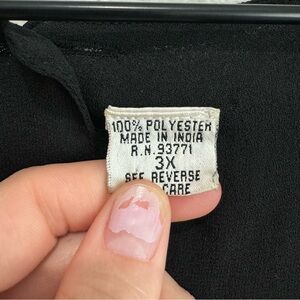 100% POLYESTER
MADE IN INDIA
R.N. 93771
3X
SEE REVERSE
CARE